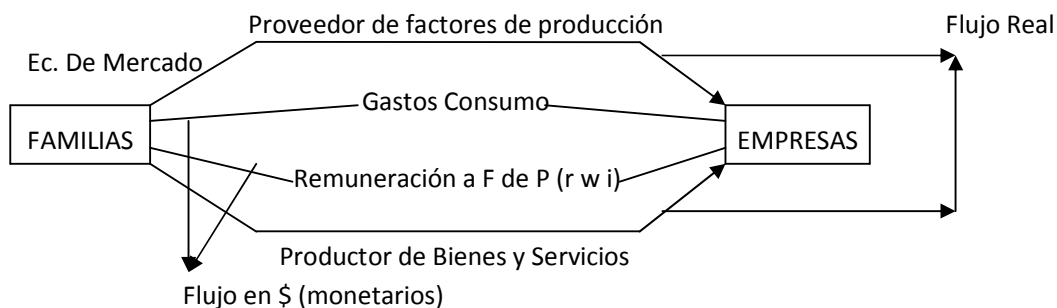 Proveedor de factores de producción
Flujo Real
Ec. De Mercado
Gastos Consumo
FAMILIAS
EMPRESAS
Remuneración a F de P (r w i)
Productor de Bienes y Servicios
Flujo en $ (monetarios)